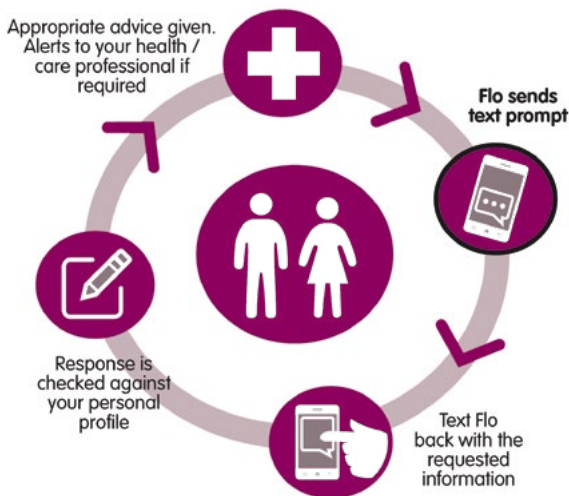 Appropriate advice given.
Alerts to your health /
care professional if
required
Flo sends
text prompt
Text Flo
back with the
requested
information
Response is
checked against
your personal
profile